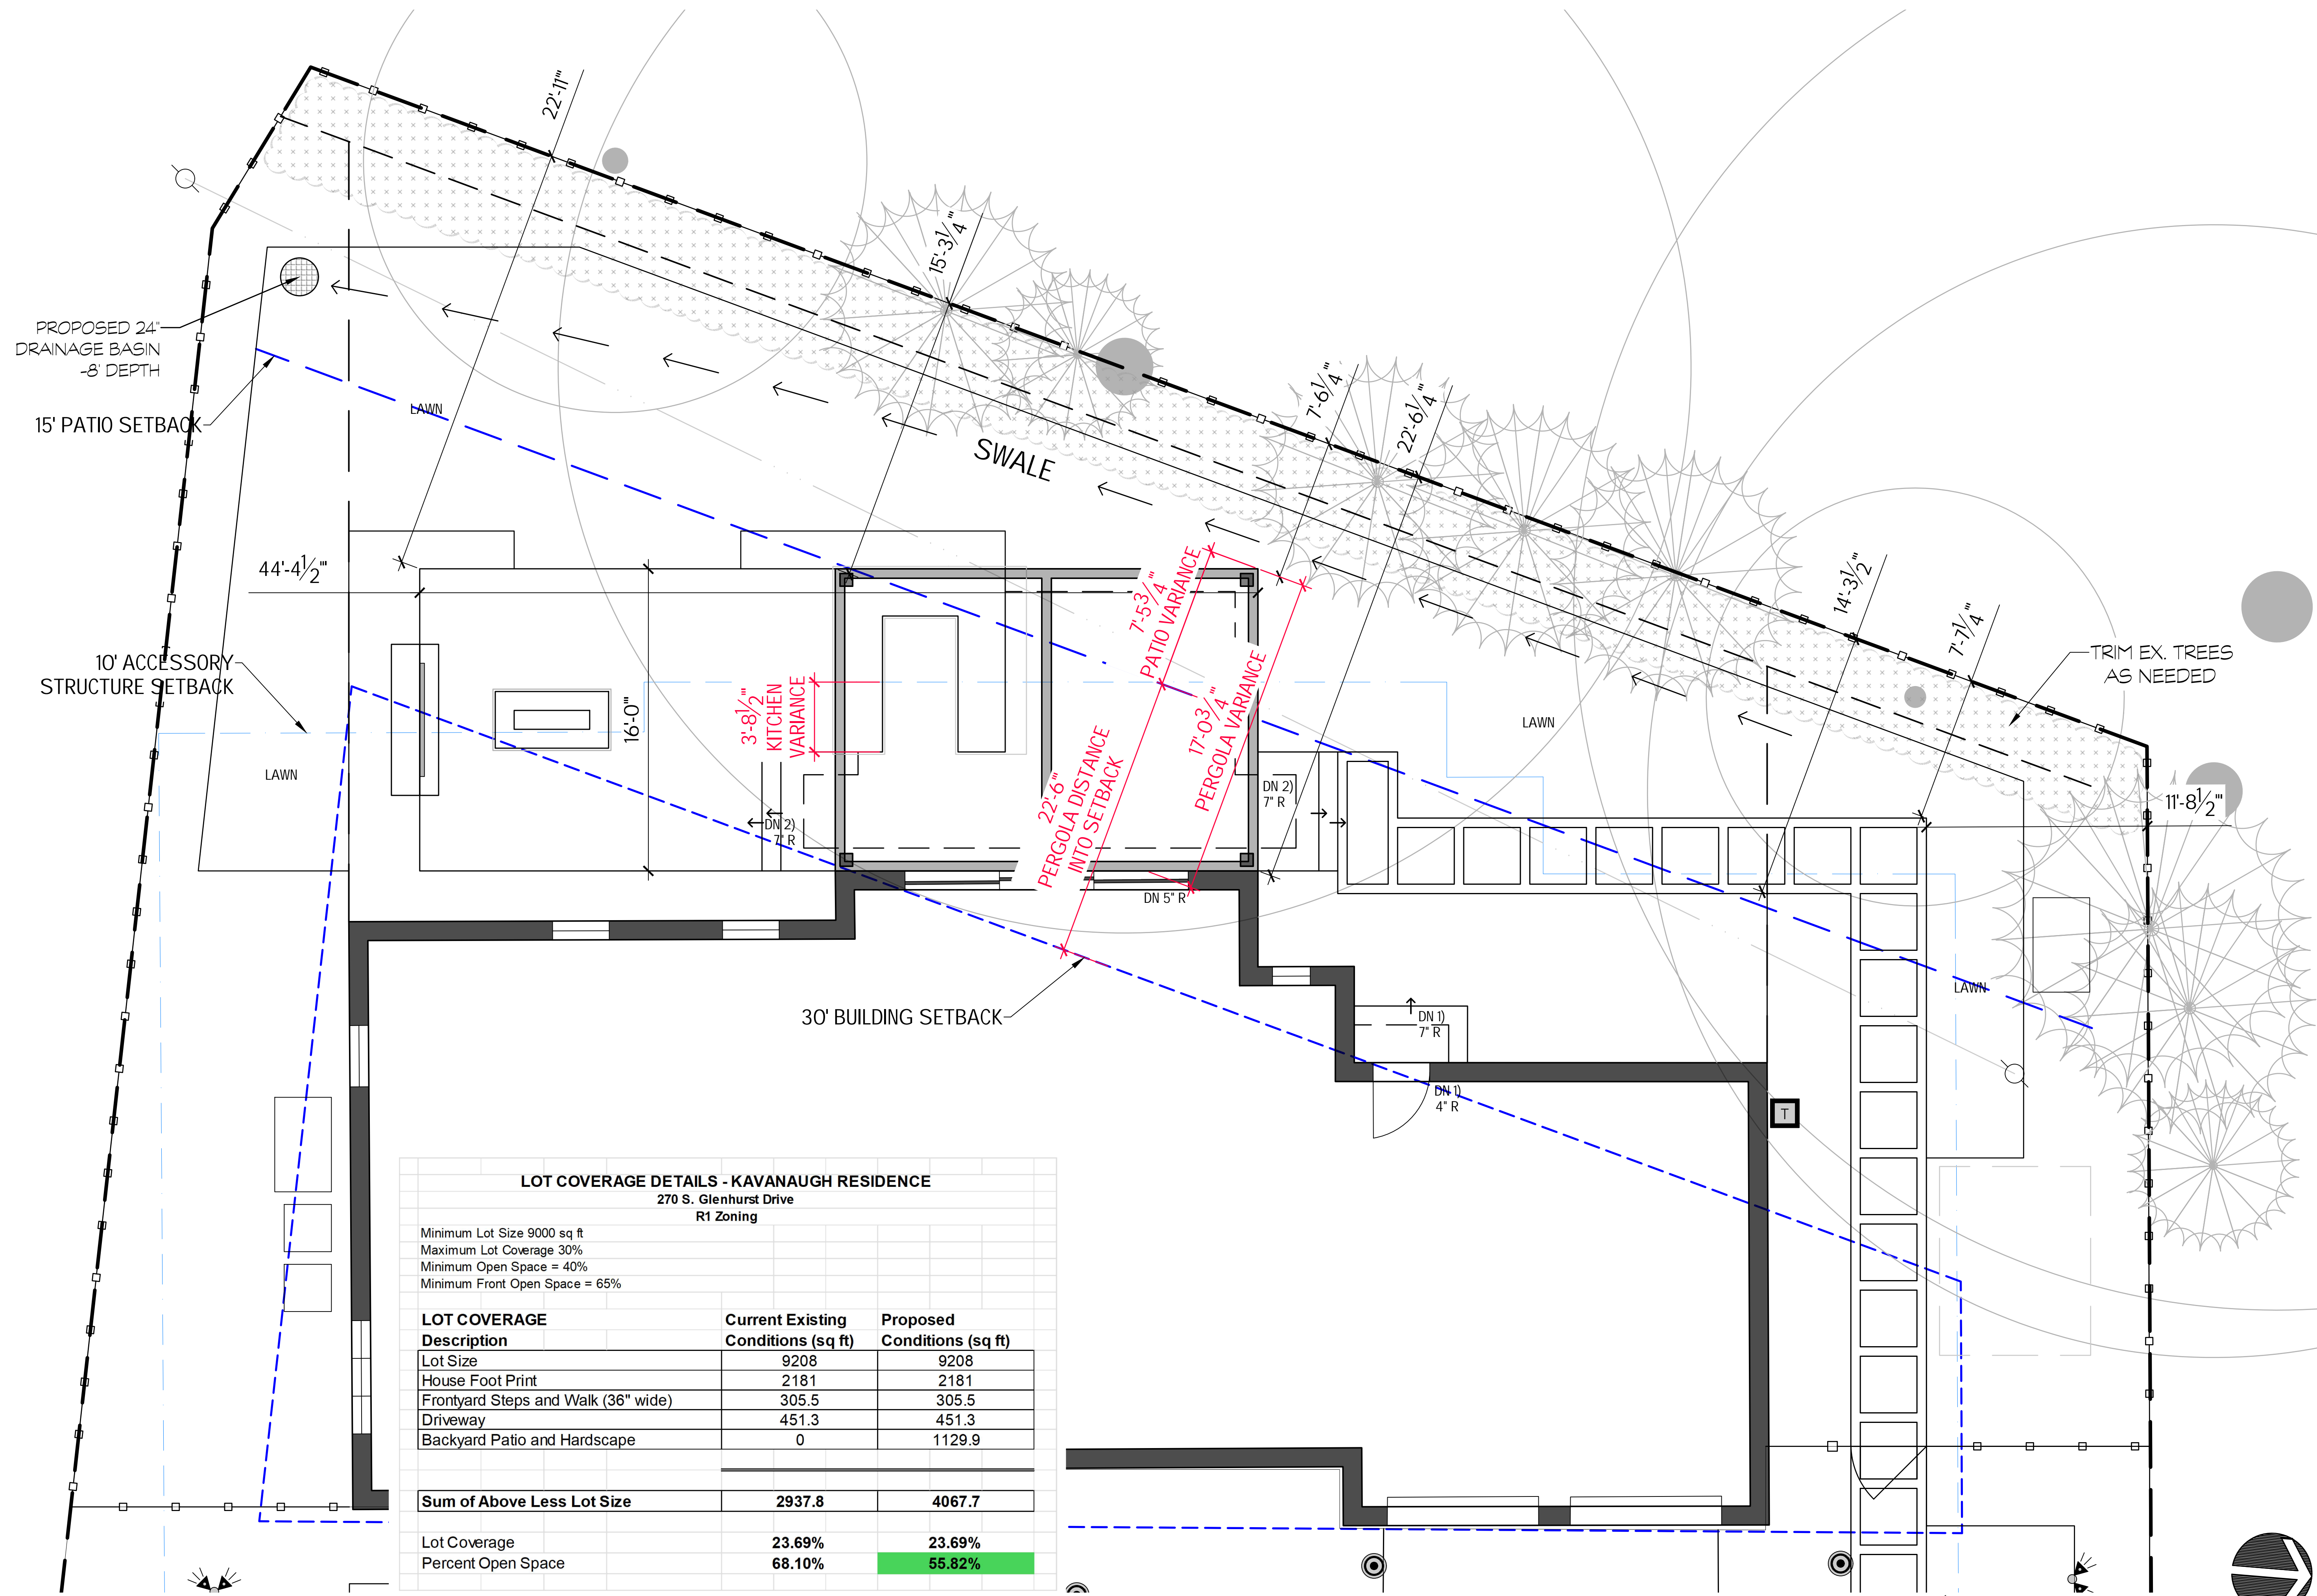 22'-11"'
15'-3 1/4"'
7'-6 1/4"'
22'-6 1/4"'
PROPOSED 24"
DRAINAGE BASIN
-8' DEPTH
15' PATIO SETBACK
LAWN
SWALE
44'-4 1/2"'
7'-5 3/4"'
PATIO VARIANCE
14'-3 1/2"'
7'-7 1/4"'
TRIM EX. TREES
AS NEEDED
10' ACCESSORY
STRUCTURE SETBACK
16'-0"'
3'-8 1/2"'
KITCHEN
VARIANCE
17'-0 3/4"'
PERGOLA VARIANCE
LAWN
LAWN
22'-6"'
PERGOLA DISTANCE
INTO SETBACK
DN 2)
7" R
DN 2)
7" R
11'-8 1/2"'
DN 5" R
LAWN
30' BUILDING SETBACK
DN 1)
7" R
DN 1)
4" R
T
LOT COVERAGE DETAILS - KAVANAUGH RESIDENCE
270 S. Glenhurst Drive
R1 Zoning
Minimum Lot Size 9000 sq ft
Maximum Lot Coverage 30%
Minimum Open Space = 40%
Minimum Front Open Space = 65%
LOT COVERAGE Current Existing Proposed
Description Conditions (sq ft) Conditions (sq ft)
Lot Size 9208 9208
House Foot Print 2181 2181
Frontyard Steps and Walk (36" wide) 305.5 305.5
Driveway 451.3 451.3
Backyard Patio and Hardscape 0 1129.9
Sum of Above Less Lot Size 2937.8 4067.7
Lot Coverage 23.69% 23.69%
Percent Open Space 68.10% 55.82%